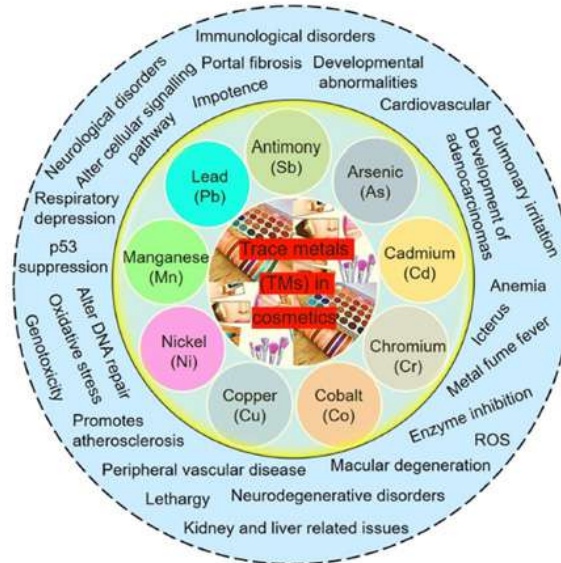 Immunological disorders
Portal fibrosis
Developmental
abnormalities
Impotence
Cardiovascular
Neurological disorders
Alter cellular signalling
pathway
Pulmonary irritation
Development of
adenocarcinomas
Respiratory
depression
p53
suppression
Anemia
Icterus
Metal fume fever
Alter DNA repair
Oxidative stress
Genotoxicity
Enzyme inhibition
ROS
Promotes
atherosclerosis
Macular degeneration
Peripheral vascular disease
Lethargy
Neurodegenerative disorders
Kidney and liver related issues
Antimony
(Sb)
Arsenic
(As)
Cadmium
(Cd)
Chromium
(Cr)
Cobalt
(Co)
Copper
(Cu)
Nickel
(Ni)
Manganese
(Mn)
Lead
(Pb)
Trace metals
(TMs) in
cosmetics